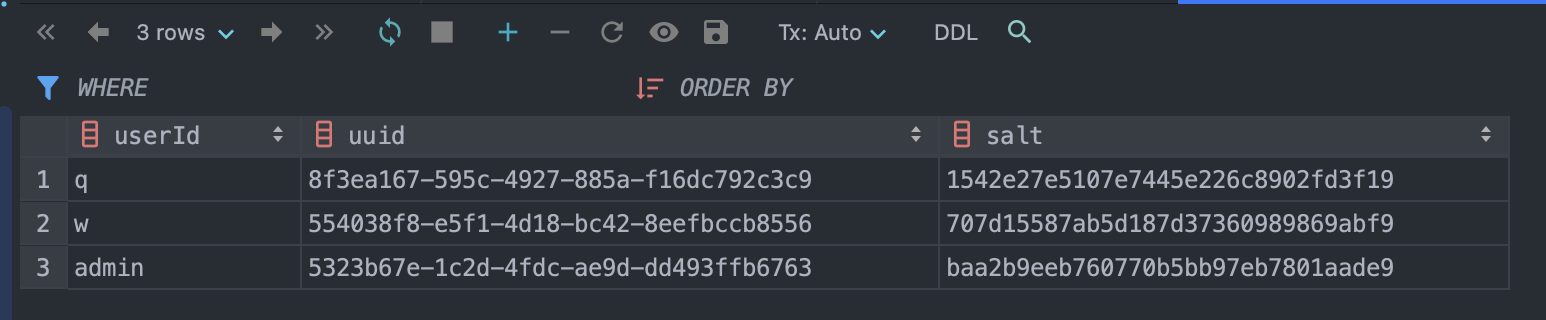 3 rows Tx: Auto DDL
WHERE ORDER BY
userId uuid salt
1 q 8f3ea167-595c-4927-885a-f16dc792c3c9 1542e27e5107e7445e226c8902fd3f19
2 w 554038f8-e5f1-4d18-bc42-8eefbccb8556 707d15587ab5d187d37360989869abf9
3 admin 5323b67e-1c2d-4fdc-ae9d-dd493ffb6763 baa2b9eeb760770b5bb97eb7801aade9